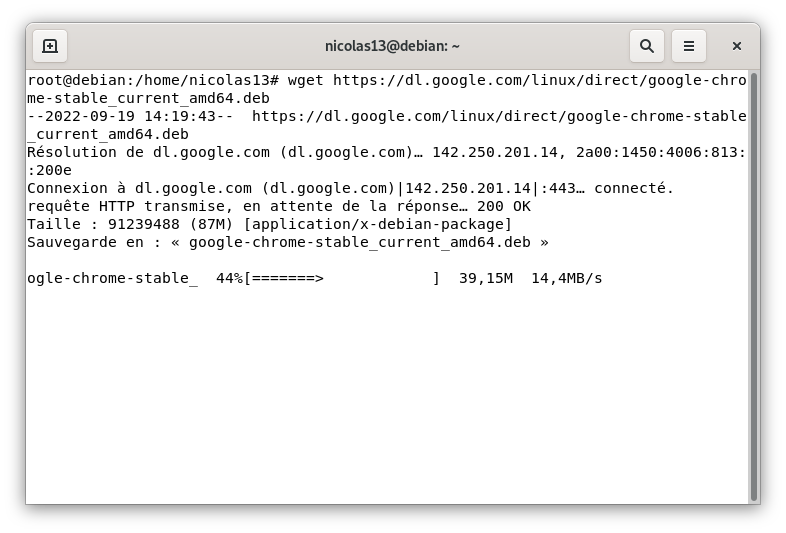 nicolas13@debian: ~
root@debian:/home/nicolas13# wget https://dl.google.com/linux/direct/google-chro
me-stable_current_amd64.deb
--2022-09-19 14:19:43--  https://dl.google.com/linux/direct/google-chrome-stable
_current_amd64.deb
Résolution de dl.google.com (dl.google.com)… 142.250.201.14, 2a00:1450:4006:813:
:200e
Connexion à dl.google.com (dl.google.com)|142.250.201.14|:443… connecté.
requête HTTP transmise, en attente de la réponse… 200 OK
Taille : 91239488 (87M) [application/x-debian-package]
Sauvegarde en : « google-chrome-stable_current_amd64.deb »
ogle-chrome-stable_  44%[=======>            ]  39,15M  14,4MB/s